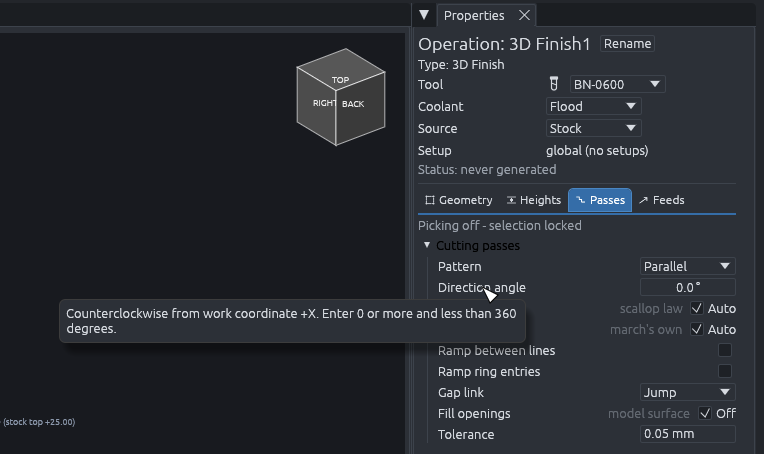 Properties
Operation: 3D Finish1 Rename
Type: 3D Finish
Tool BN-0600
Coolant Flood
Source Stock
Setup global (no setups)
Status: never generated
Geometry Heights Passes Feeds
Picking off - selection locked
Cutting passes
Pattern Parallel
Direction angle 0.0°
scallop law Auto
march's own Auto
Ramp between lines
Ramp ring entries
Gap link Jump
Fill openings model surface Off
Tolerance 0.05 mm
Counterclockwise from work coordinate +X. Enter 0 or more and less than 360
degrees.
TOP
RIGHT BACK
(stock top +25.00)